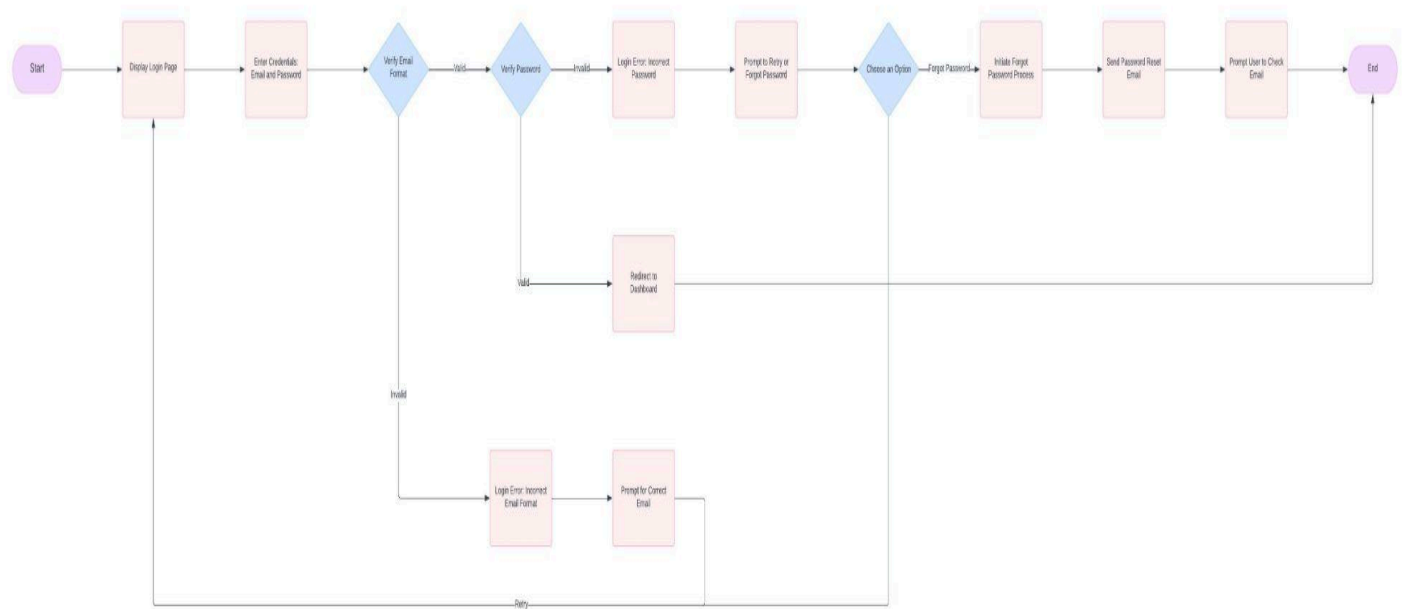 Start
Display Login Page
Enter Credentials:
Email and Password
Verify Email
Format
Valid
Verify Password
Invalid
Login Error: Incorrect
Password
Prompt to Retry or
Forgot Password
Choose an Option
Forgot Password
Initiate Forgot
Password Process
Send Password Reset
Email
Prompt User to Check
Email
End
Valid
Redirect to
Dashboard
Invalid
Login Error: Incorrect
Email Format
Prompt for Correct
Email
Retry